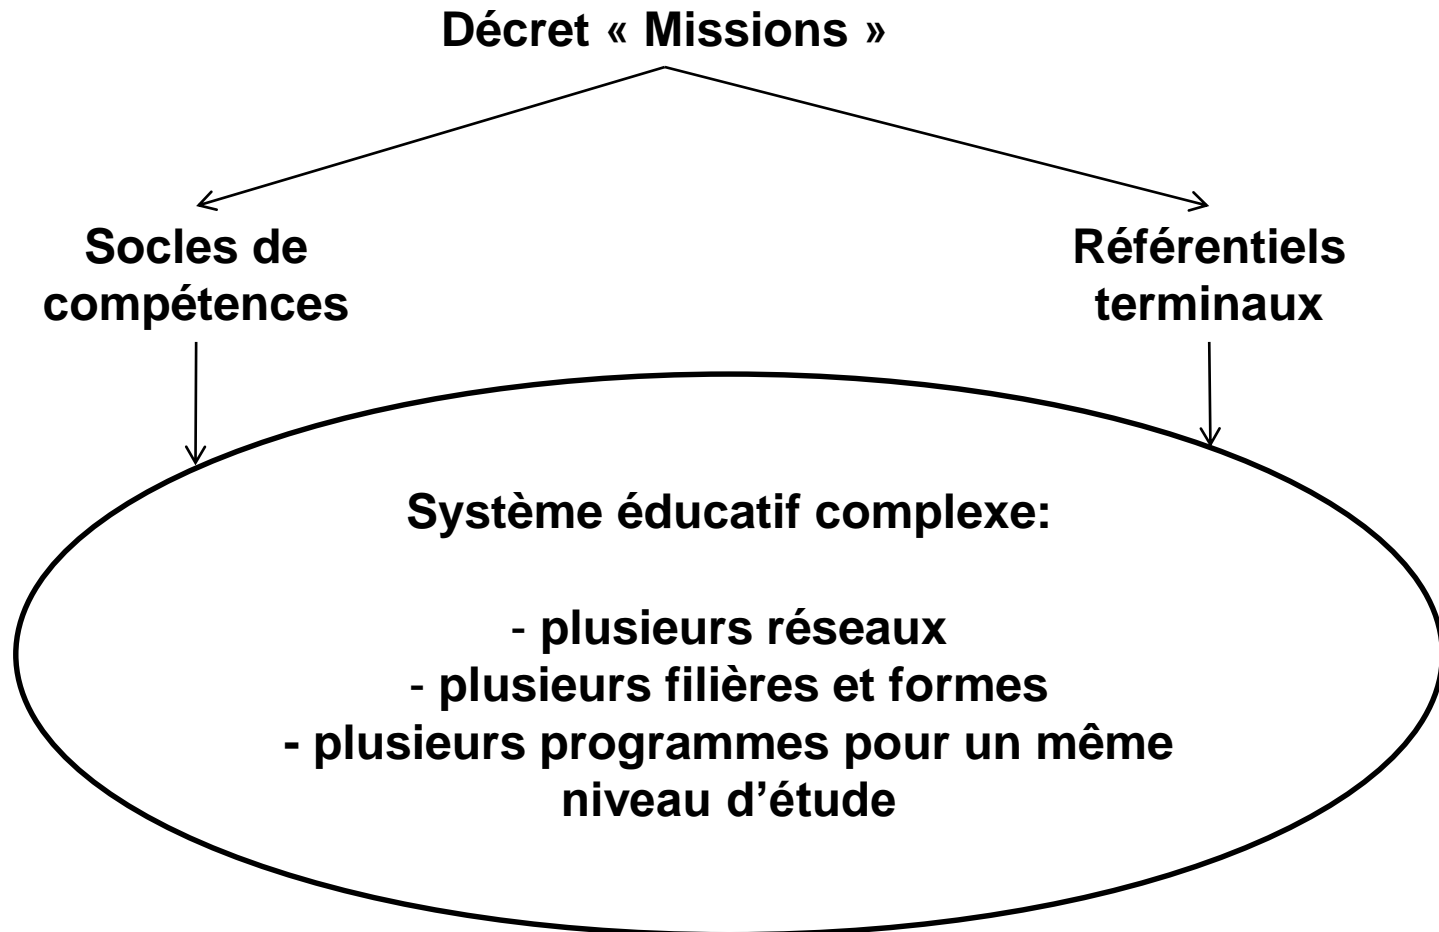 Décret « Missions »
Socles de
compétences
Référentiels
terminaux
Système éducatif complexe:
- plusieurs réseaux
- plusieurs filières et formes
- plusieurs programmes pour un même
niveau d’étude